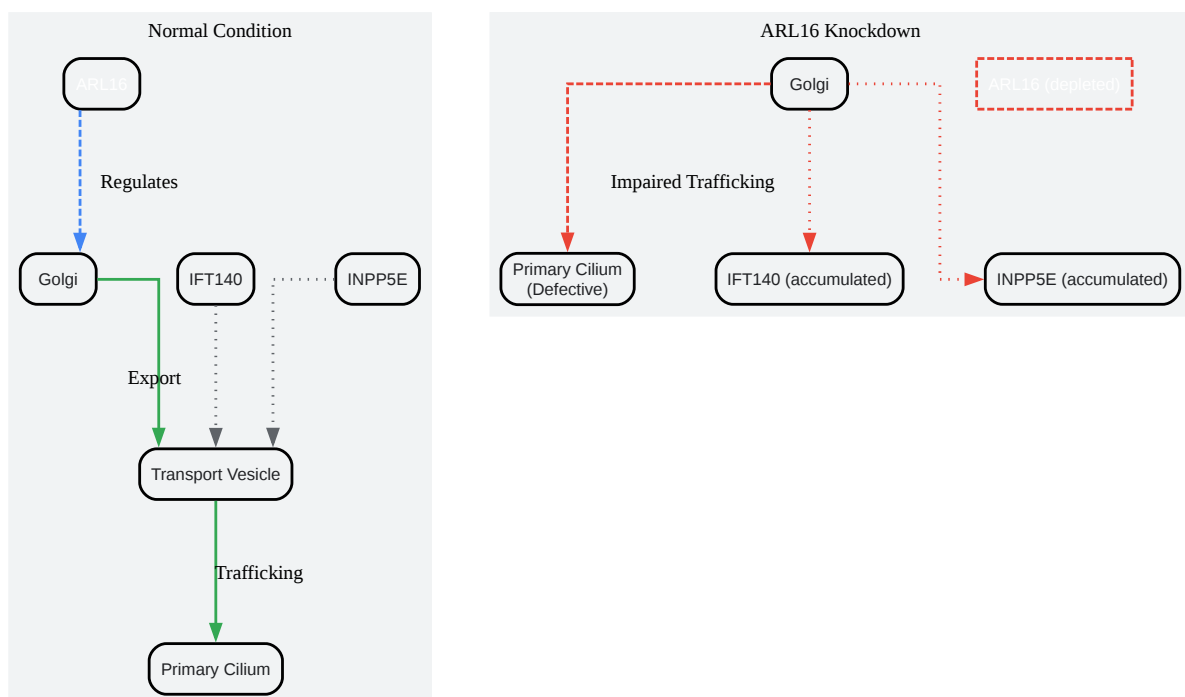 Normal Condition
ARL16
Regulates
Golgi
IFT140
INPP5E
Export
Transport Vesicle
Trafficking
Primary Cilium
ARL16 Knockdown
Golgi
ARL16 (depleted)
Impaired Trafficking
Primary Cilium
(Defective)
IFT140 (accumulated)
INPP5E (accumulated)